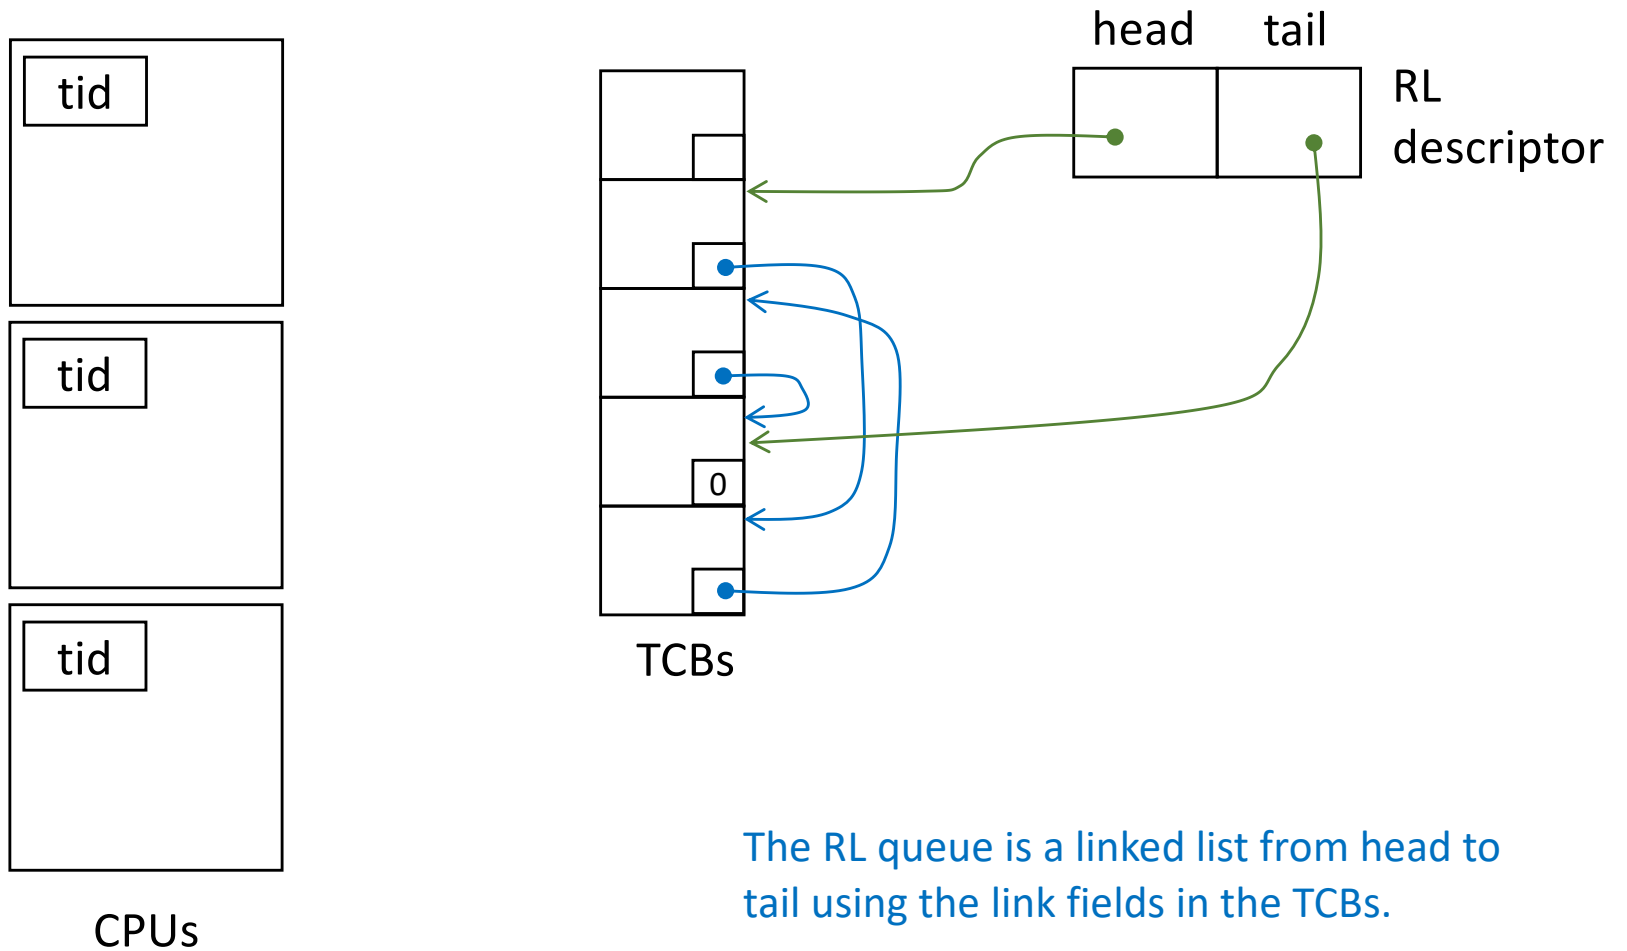 head tail
RL
descriptor
tid
tid
0
tid
TCBs
The RL queue is a linked list from head to
tail using the link fields in the TCBs.
CPUs